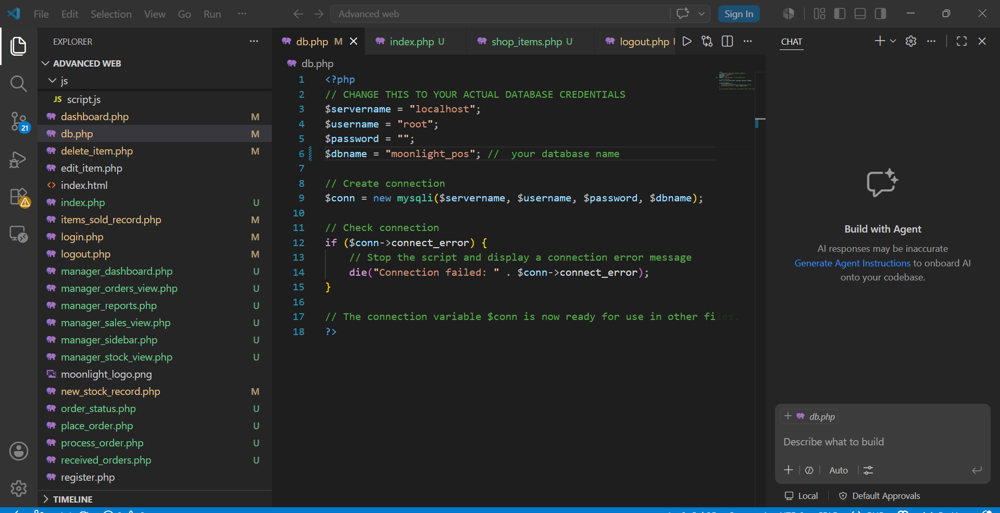 File Edit Selection View Go Run ···
Advanced web
Sign In
EXPLORER
ADVANCED WEB
js
JS script.js
dashboard.php M
db.php M
delete_item.php M
edit_item.php
<> index.html
index.php U
items_sold_record.php M
login.php M
logout.php M
manager_dashboard.php U
manager_orders_view.php U
manager_reports.php U
manager_sales_view.php U
manager_sidebar.php U
manager_stock_view.php U
moonlight_logo.png
new_stock_record.php M
order_status.php U
place_order.php U
process_order.php U
received_orders.php U
register.php
TIMELINE
21
db.php M
index.php U
shop_items.php U
logout.php
db.php
1 <?php
2 // CHANGE THIS TO YOUR ACTUAL DATABASE CREDENTIALS
3 $servername = "localhost";
4 $username = "root";
5 $password = "";
6 $dbname = "moonlight_pos"; //  your database name
7
8 // Create connection
9 $conn = new mysqli($servername, $username, $password, $dbname);
10
11 // Check connection
12 if ($conn->connect_error) {
13     // Stop the script and display a connection error message
14     die("Connection failed: " . $conn->connect_error);
15 }
16
17 // The connection variable $conn is now ready for use in other files.
18 ?>
CHAT
Build with Agent
AI responses may be inaccurate
Generate Agent Instructions to onboard AI
onto your codebase.
db.php
Describe what to build
Auto
Local
Default Approvals